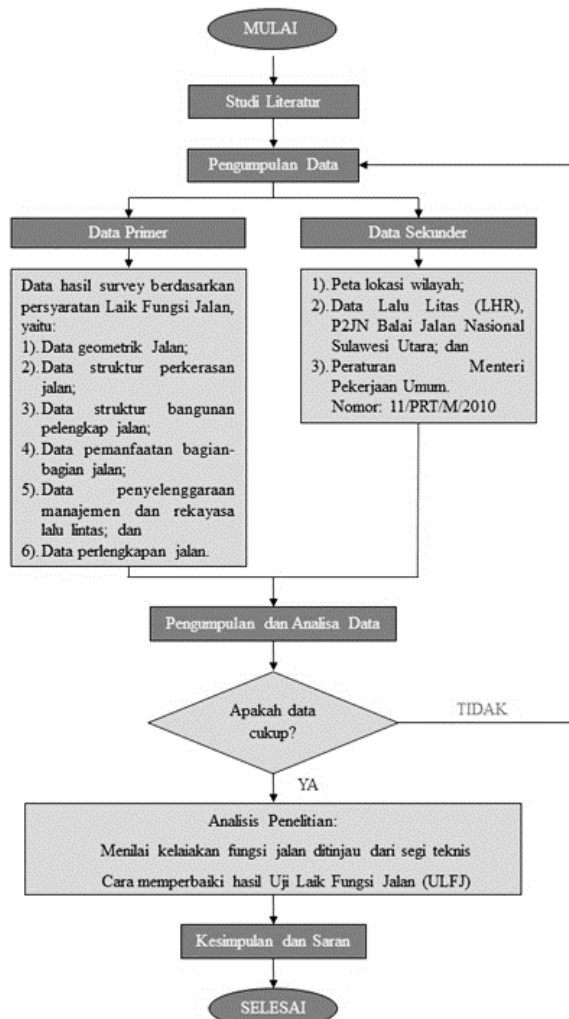 MULAI
Studi Literatur
Pengumpulan Data
Data Primer
Data hasil survey berdasarkan
persyaratan Laik Fungsi Jalan,
yaitu:
1). Data geometrik Jalan;
2). Data struktur perkerasan
jalan;
3). Data struktur bangunan
pelengkap jalan;
4). Data pemanfaatan bagian-
bagian jalan;
5). Data penyelenggaraan
manajemen dan rekayasa
lalu lintas; dan
6). Data perlengkapan jalan.
Data Sekunder
1). Peta lokasi wilayah;
2). Data Lalu Litas (LHR),
P2JN Balai Jalan Nasional
Sulawesi Utara; dan
3). Peraturan Menteri
Pekerjaan Umum.
Nomor: 11/PRT/M/2010
Pengumpulan dan Analisa Data
Apakah data
cukup?
TIDAK
YA
Analisis Penelitian:
Menilai kelaiakan fungsi jalan ditinjau dari segi teknis
Cara memperbaiki hasil Uji Laik Fungsi Jalan (ULFJ)
Kesimpulan dan Saran
SELESAI